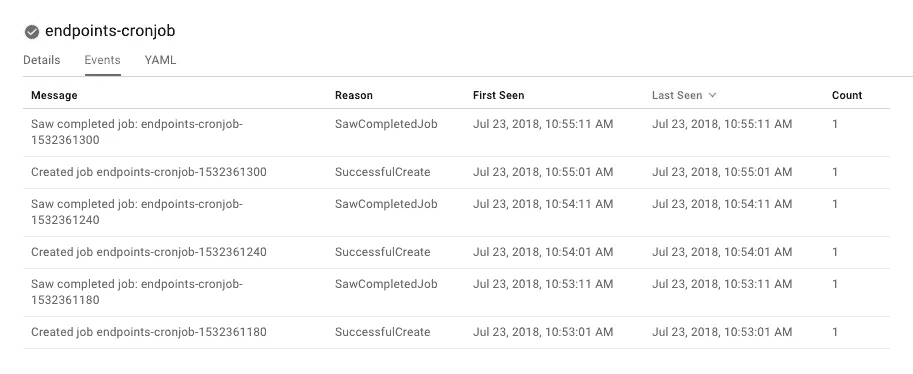 endpoints-cronjob
Details Events YAML
Message Reason First Seen Last Seen Count
Saw completed job: endpoints-cronjob- SawCompletedJob Jul 23, 2018, 10:55:11 AM Jul 23, 2018, 10:55:11 AM 1
1532361300
Created job endpoints-cronjob-1532361300 SuccessfulCreate Jul 23, 2018, 10:55:01 AM Jul 23, 2018, 10:55:01 AM 1
Saw completed job: endpoints-cronjob- SawCompletedJob Jul 23, 2018, 10:54:11 AM Jul 23, 2018, 10:54:11 AM 1
1532361240
Created job endpoints-cronjob-1532361240 SuccessfulCreate Jul 23, 2018, 10:54:01 AM Jul 23, 2018, 10:54:01 AM 1
Saw completed job: endpoints-cronjob- SawCompletedJob Jul 23, 2018, 10:53:11 AM Jul 23, 2018, 10:53:11 AM 1
1532361180
Created job endpoints-cronjob-1532361180 SuccessfulCreate Jul 23, 2018, 10:53:01 AM Jul 23, 2018, 10:53:01 AM 1